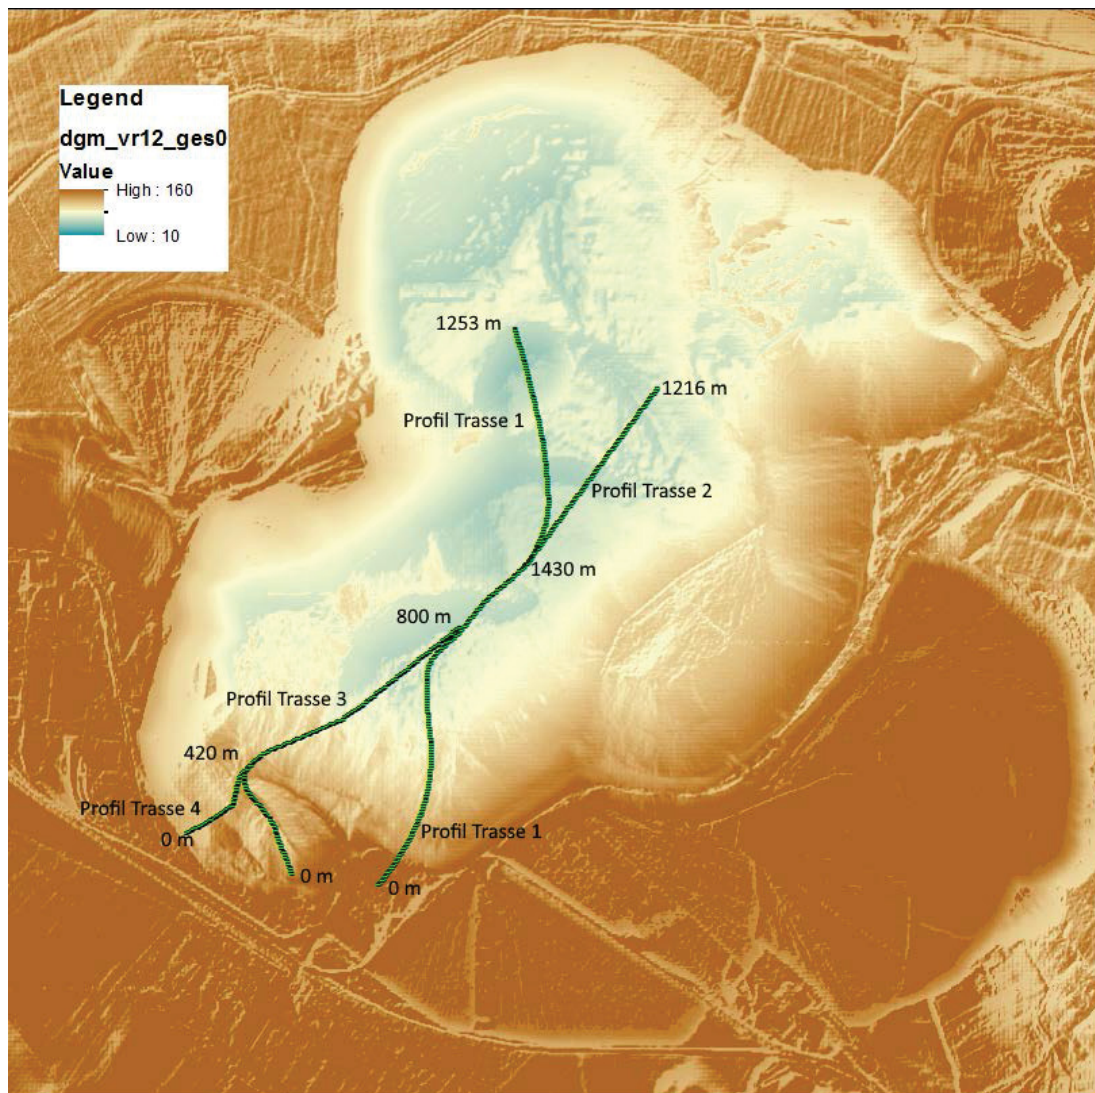 Legend
dgm_vr12_ges0
Value
High : 160
Low : 10
1253 m
1216 m
Profil Trasse 1
Profil Trasse 2
1430 m
800 m
Profil Trasse 3
420 m
Profil Trasse 4
0 m
Profil Trasse 1
0 m
0 m